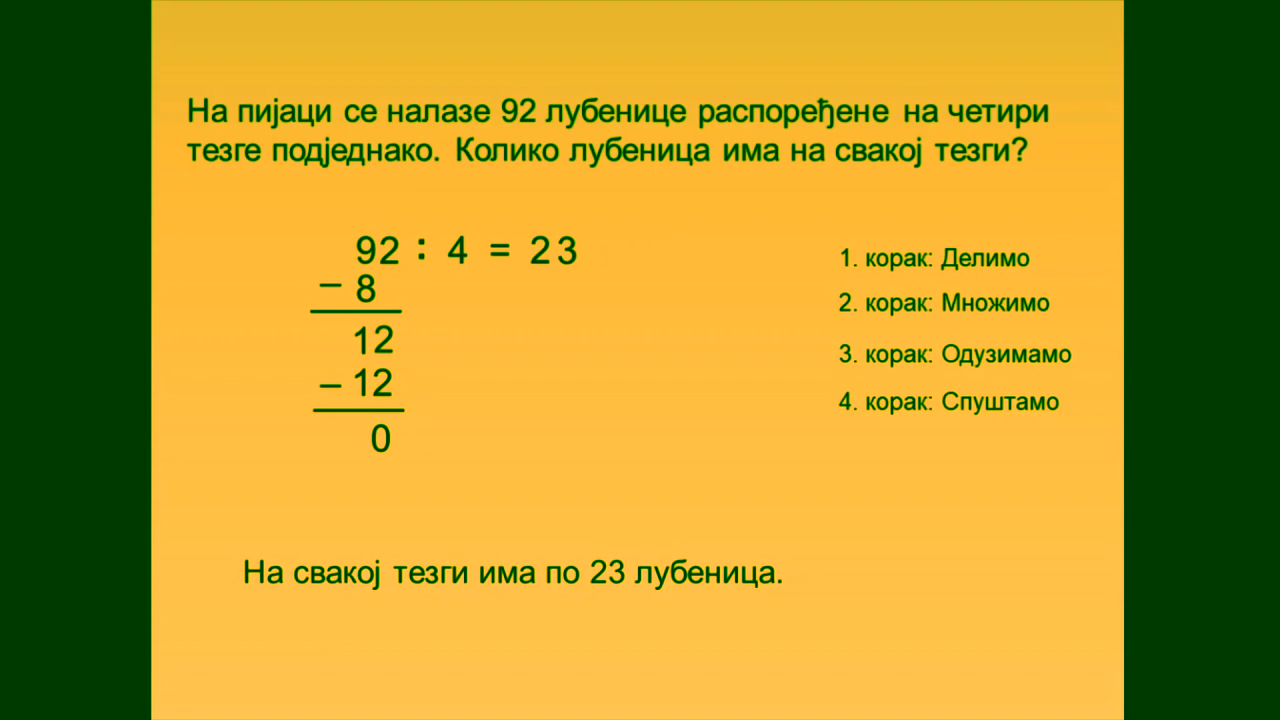 На пијаци се налазе 92 лубенице распоређене на четири
тезге подједнако. Колико лубеница има на свакој тезги?
92 : 4 = 23
– 8
12
– 12
0
1. корак: Делимо
2. корак: Множимо
3. корак: Одузимамо
4. корак: Спуштамо
На свакој тезги има по 23 лубеница.